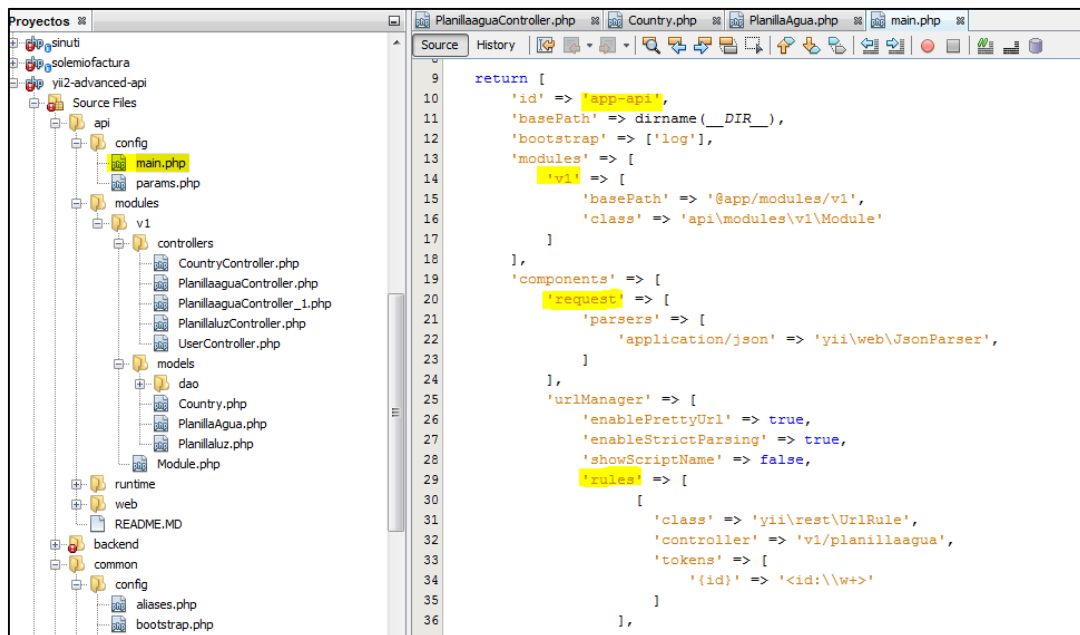 Proyectos
sinuti
solemiofactura
yii2-advanced-api
Source Files
api
config
main.php
params.php
modules
v1
controllers
CountryController.php
PlanillaaguaController.php
PlanillaaguaController_1.php
PlanillaluzController.php
UserController.php
models
dao
Country.php
PlanillaAgua.php
Planillaluz.php
Module.php
runtime
web
README.MD
backend
common
config
aliases.php
bootstrap.php
PlanillaaguaController.php Country.php PlanillaAgua.php main.php
Source History
9 return [
10 'id' => 'app-api',
11 'basePath' => dirname(__DIR__),
12 'bootstrap' => ['log'],
13 'modules' => [
14 'v1' => [
15 'basePath' => '@app/modules/v1',
16 'class' => 'api\modules\v1\Module'
17 ]
18 ],
19 'components' => [
20 'request' => [
21 'parsers' => [
22 'application/json' => 'yii\web\JsonParser',
23 ]
24 ],
25 'urlManager' => [
26 'enablePrettyUrl' => true,
27 'enableStrictParsing' => true,
28 'showScriptName' => false,
29 'rules' => [
30 [
31 'class' => 'yii\rest\UrlRule',
32 'controller' => 'v1/planillaagua',
33 'tokens' => [
34 '{id}' => '<id:\\w+>'
35 ]
36 ],